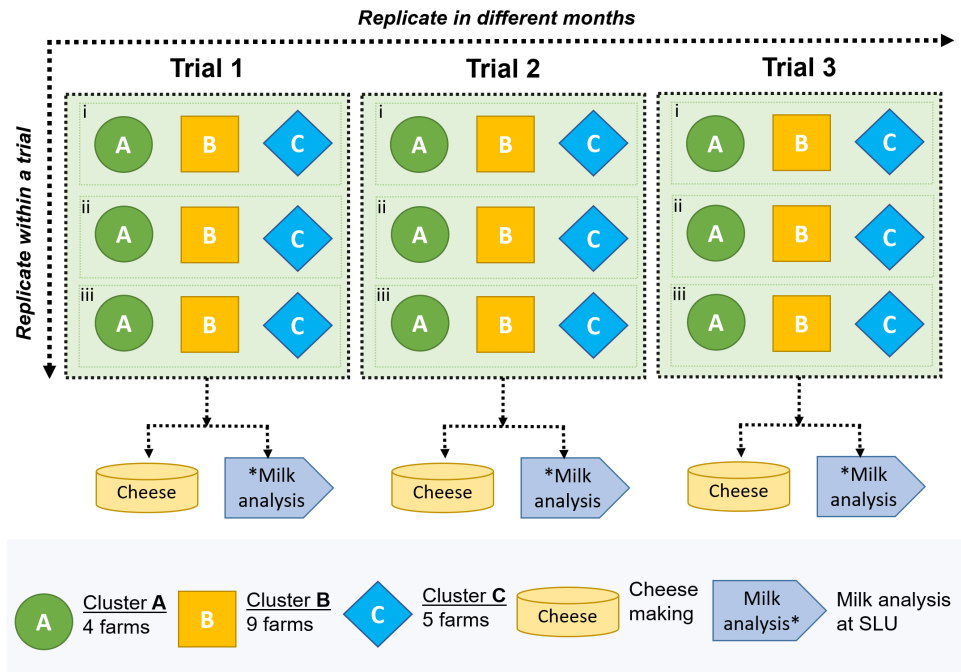 Replicate in different months
Replicate within a trial
Trial 1
Trial 2
Trial 3
i
A
B
C
ii
A
B
C
iii
A
B
C
i
A
B
C
ii
A
B
C
iii
A
B
C
i
A
B
C
ii
A
B
C
iii
A
B
C
Cheese
*Milk
analysis
Cheese
*Milk
analysis
Cheese
*Milk
analysis
A
Cluster A
4 farms
B
Cluster B
9 farms
C
Cluster C
5 farms
Cheese
Cheese
making
Milk
analysis*
Milk analysis
at SLU